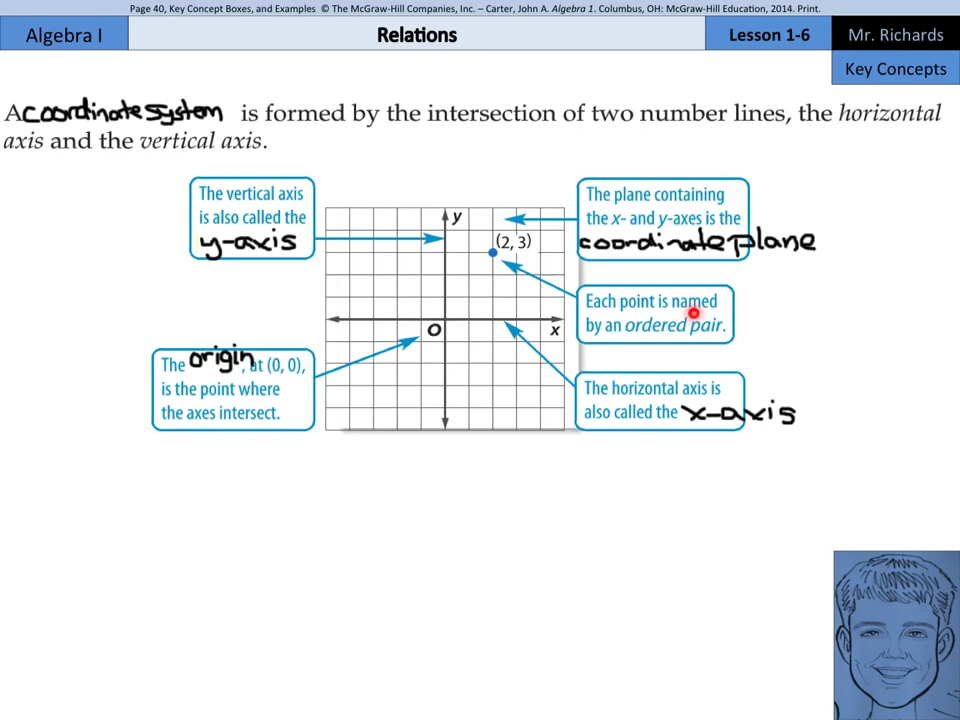 Page 40, Key Concept Boxes, and Examples © The McGraw-Hill Companies, Inc. – Carter, John A. Algebra 1. Columbus, OH: McGraw-Hill Education, 2014. Print.
Algebra I
Relations
Lesson 1-6
Mr. Richards
Key Concepts
A coordinate system is formed by the intersection of two number lines, the horizontal
axis and the vertical axis.
The vertical axis
is also called the
y-axis
y
(2, 3)
O
x
The plane containing
the x- and y-axes is the
coordinate plane
Each point is named
by an ordered pair.
The origin, at (0, 0),
is the point where
the axes intersect.
The horizontal axis is
also called the x-axis